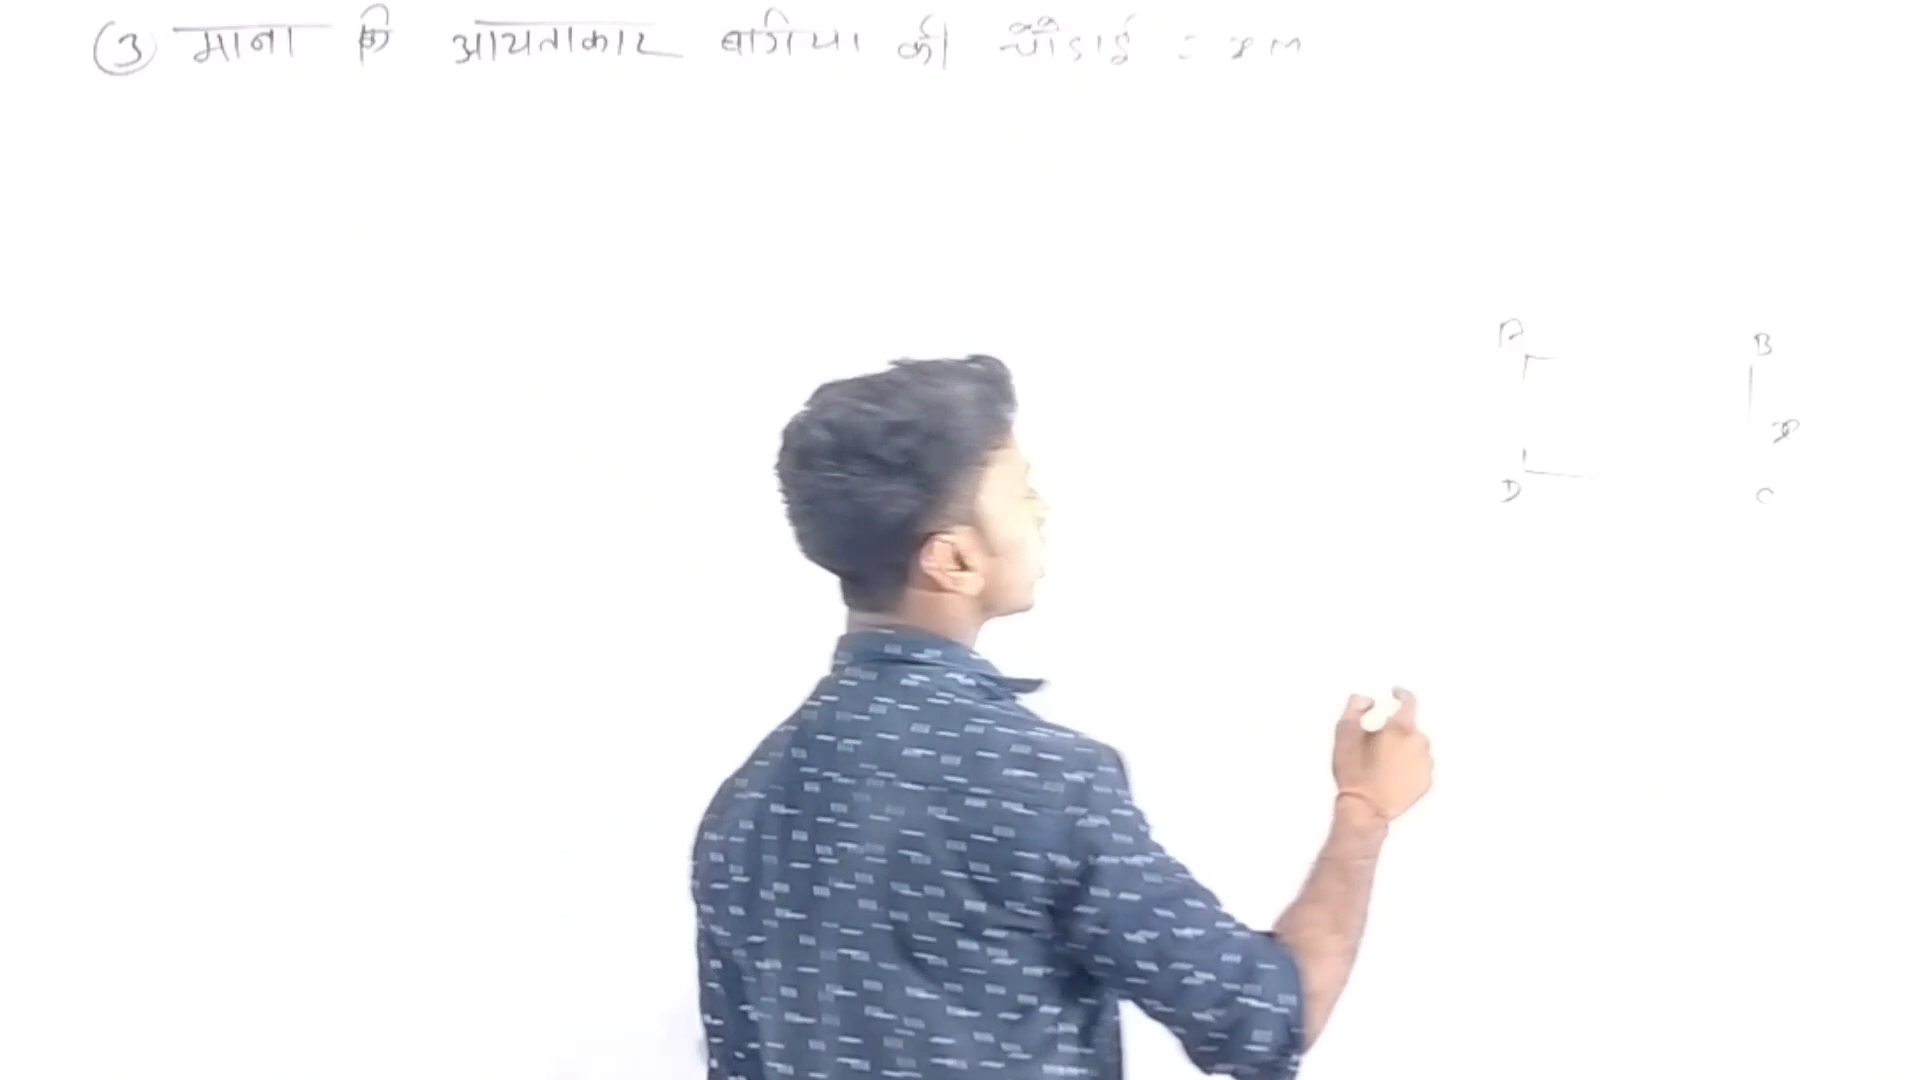 ③ माना कि आयताकार बगिया की चौडाई = x m
A B
x
D C